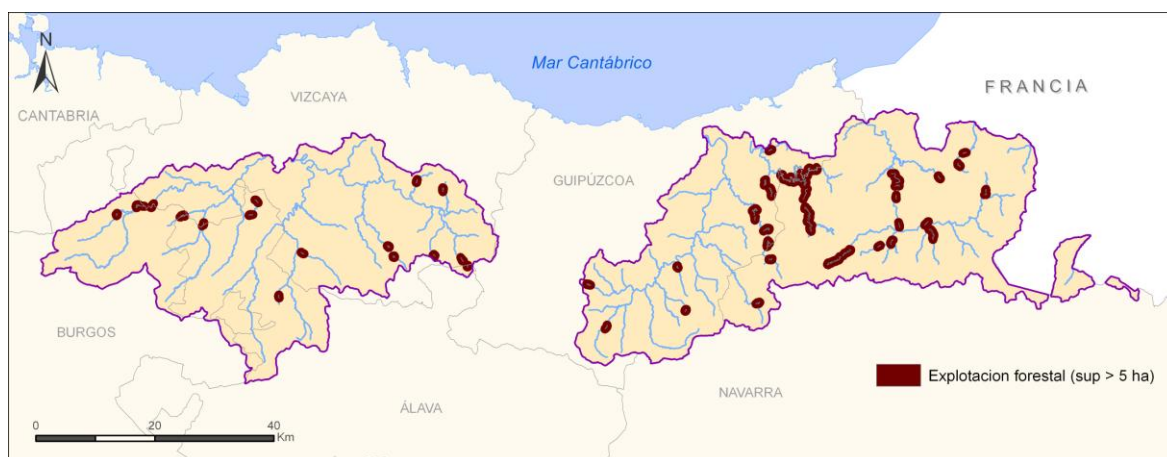 N
Mar Cantábrico
FRANCIA
VIZCAYA
CANTABRIA
GUIPÚZCOA
BURGOS
Explotacion forestal (sup > 5 ha)
NAVARRA
ÁLAVA
0 20 40
Km